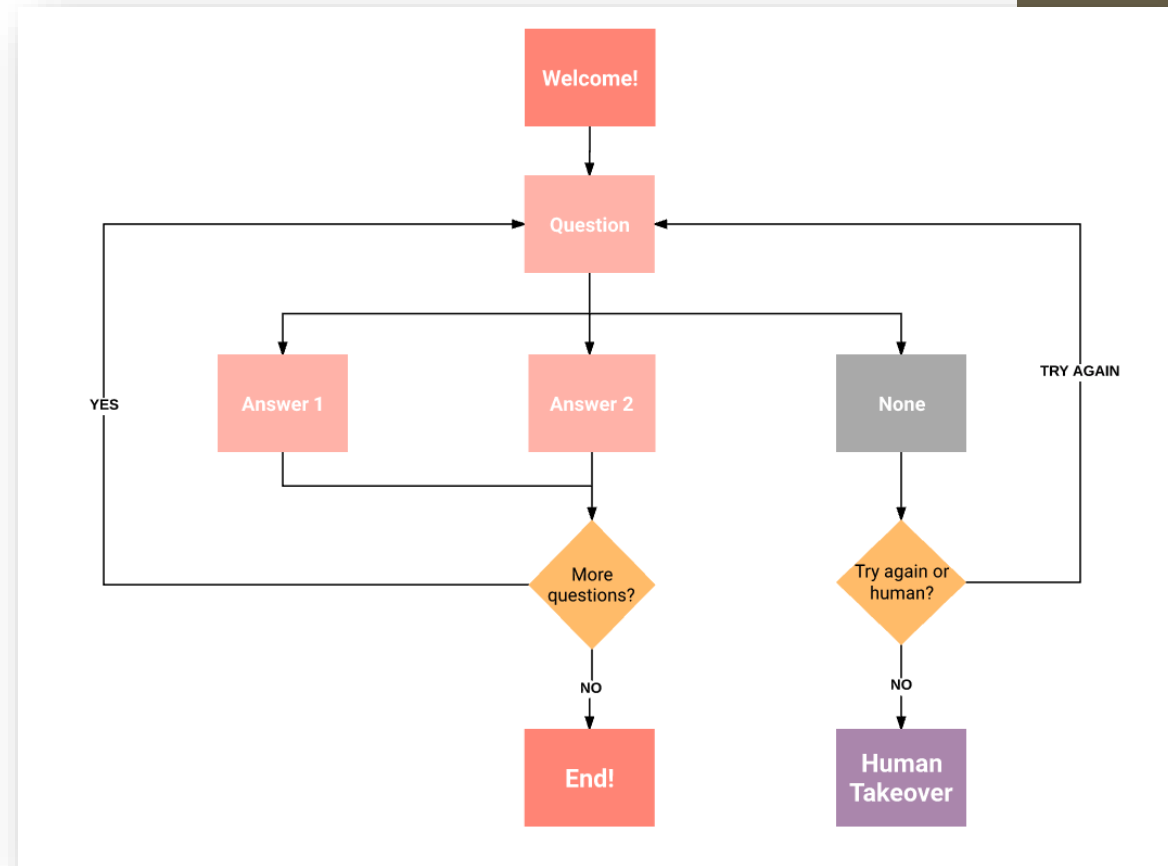 Welcome!
Question
Answer 1
Answer 2
None
YES
TRY AGAIN
More
questions?
Try again or
human?
NO
NO
End!
Human
Takeover